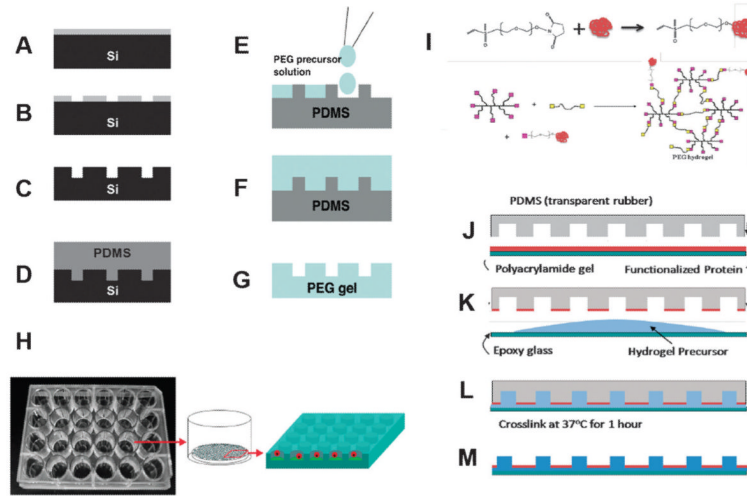 A
Si
B
Si
C
Si
D
PDMS
Si
E
PEG precursor
solution
PDMS
F
PDMS
G
PEG gel
H
I
PEG hydrogel
PDMS (transparent rubber)
J
Polyacrylamide gel
Functionalized Protein
K
Epoxy glass
Hydrogel Precursor
L
Crosslink at 37°C for 1 hour
M